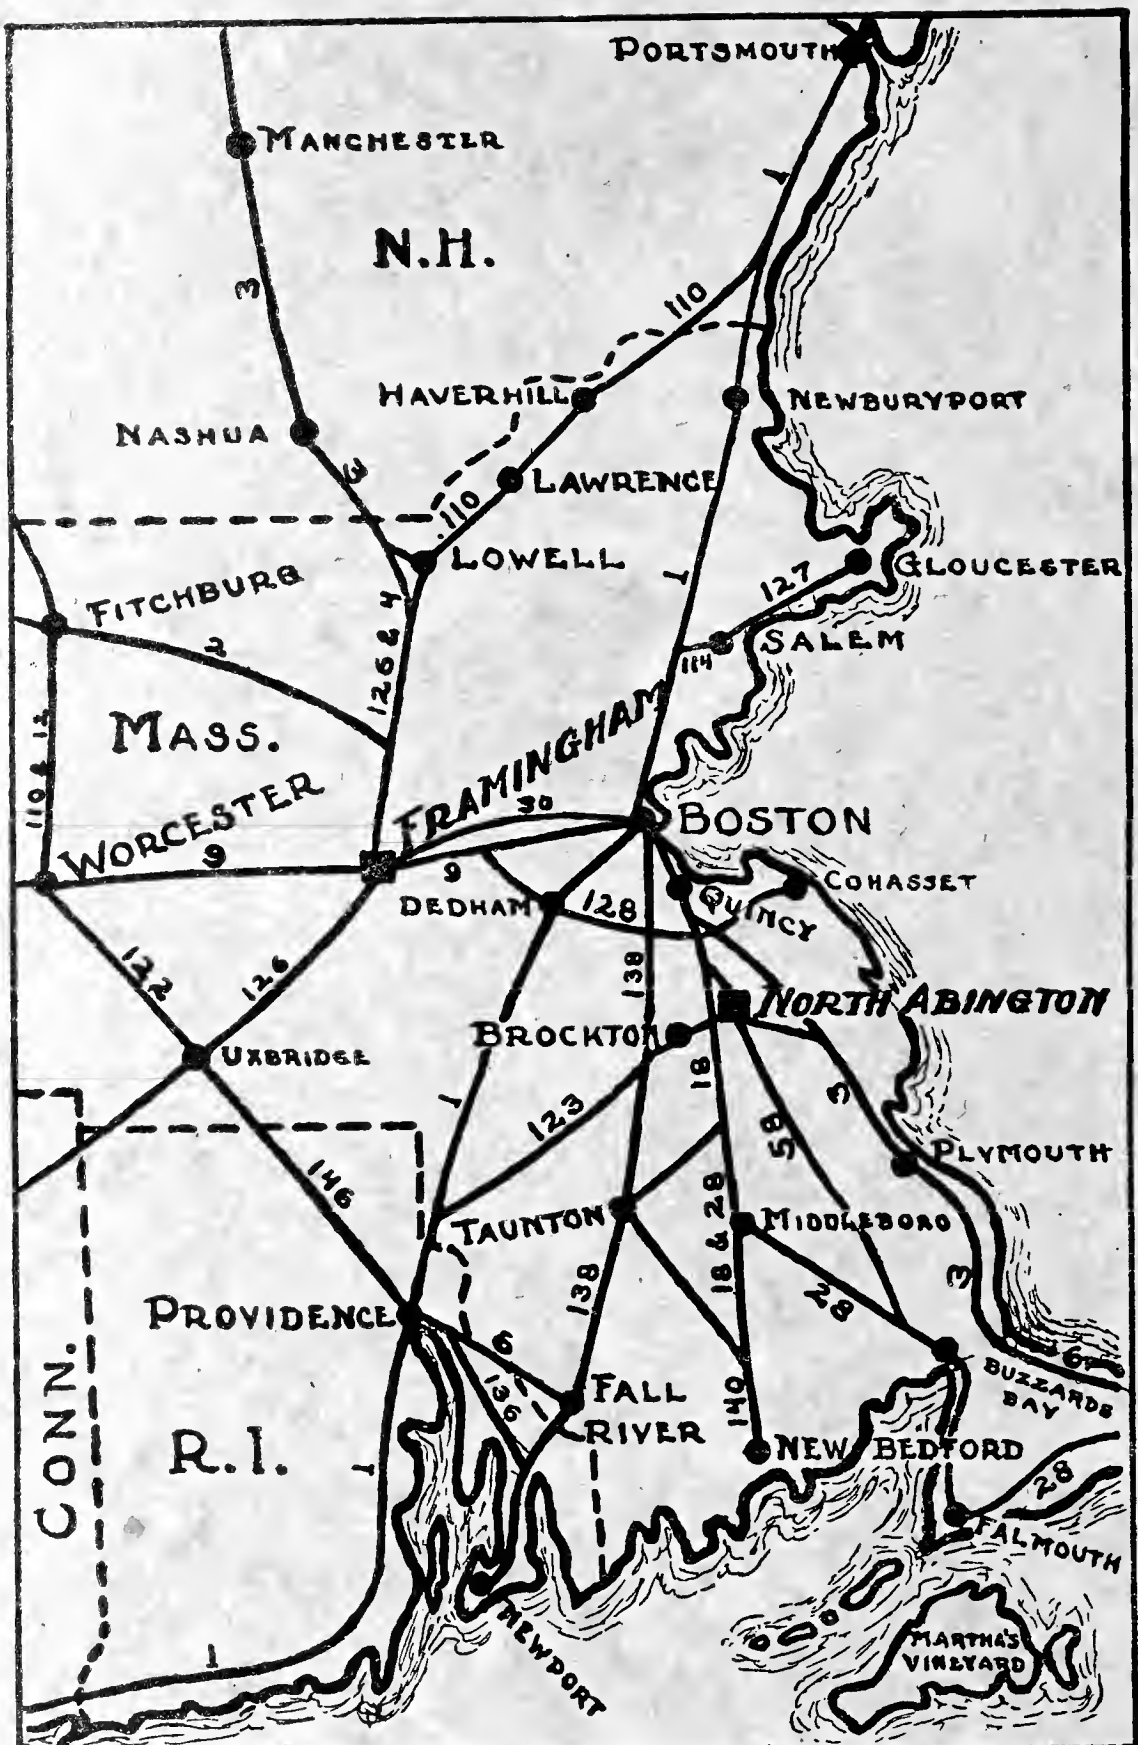 PORTSMOUTH
MANCHESTER
1
N.H.
3
110
HAVERHILL
NEWBURYPORT
NASHUA
3
LAWRENCE
110
LOWELL
GLOUCESTER
1
127
FITCHBURG
126 & 4
2
SALEM
114
MASS.
110 & 12
FRAMINGHAM
WORCESTER
30
BOSTON
9
9
COHASSET
DEDHAM
128
QUINCY
122
126
138
NORTH ABINGTON
BROCKTON
UXBRIDGE
18
3
1
123
58
PLYMOUTH
146
TAUNTON
18 & 28
MIDDLEBORO
138
3
28
PROVIDENCE
6
6
BUZZARDS
BAY
CONN.
136
FALL
RIVER
140
R.I.
1
NEW BEDFORD
28
FALMOUTH
NEWPORT
MARTHA'S
VINEYARD
1